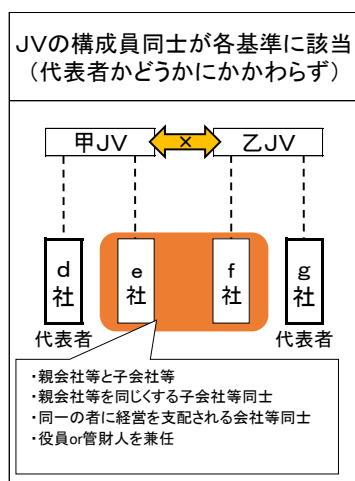 JVの構成員同士が各基準に該当
(代表者かどうかにかかわらず)
甲JV × 乙JV
d社 e社 f社 g社
代表者 代表者
・親会社等と子会社等
・親会社等を同じくする子会社等同士
・同一の者に経営を支配される会社等同士
・役員or管財人を兼任